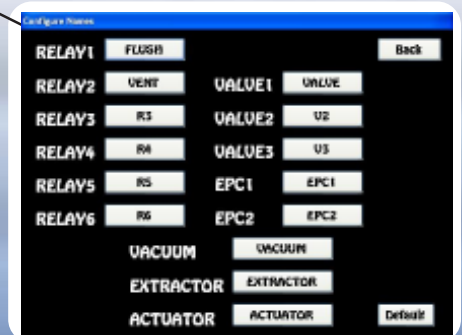 Configure Names
RELAY1 FLUSH Back
RELAY2 VENT VALVE1 VALVE
RELAY3 R3 VALVE2 V2
RELAY4 R4 VALVE3 V3
RELAY5 R5 EPC1 EPC1
RELAY6 R6 EPC2 EPC2
VACUUM VACUUM
EXTRACTOR EXTRACTOR
ACTUATOR ACTUATOR Default